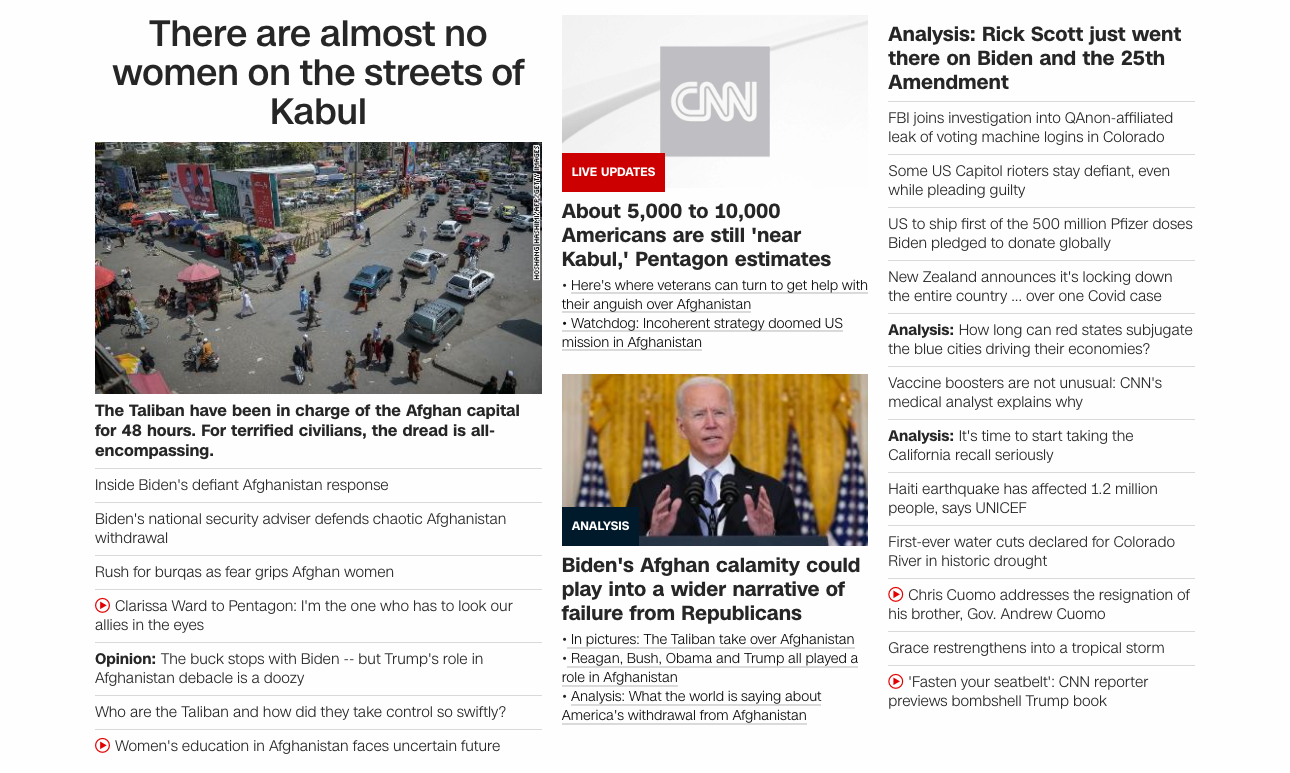 There are almost no
women on the streets of
Kabul
HOSHANG HASHIMI/AFP/GETTY IMAGES
The Taliban have been in charge of the Afghan capital
for 48 hours. For terrified civilians, the dread is all-
encompassing.
Inside Biden's defiant Afghanistan response
Biden's national security adviser defends chaotic Afghanistan
withdrawal
Rush for burqas as fear grips Afghan women
Clarissa Ward to Pentagon: I'm the one who has to look our
allies in the eyes
Opinion: The buck stops with Biden -- but Trump's role in
Afghanistan debacle is a doozy
Who are the Taliban and how did they take control so swiftly?
Women's education in Afghanistan faces uncertain future
CNN
LIVE UPDATES
About 5,000 to 10,000
Americans are still 'near
Kabul,' Pentagon estimates
• Here's where veterans can turn to get help with
their anguish over Afghanistan
• Watchdog: Incoherent strategy doomed US
mission in Afghanistan
ANALYSIS
Biden's Afghan calamity could
play into a wider narrative of
failure from Republicans
• In pictures: The Taliban take over Afghanistan
• Reagan, Bush, Obama and Trump all played a
role in Afghanistan
• Analysis: What the world is saying about
America's withdrawal from Afghanistan
Analysis: Rick Scott just went
there on Biden and the 25th
Amendment
FBI joins investigation into QAnon-affiliated
leak of voting machine logins in Colorado
Some US Capitol rioters stay defiant, even
while pleading guilty
US to ship first of the 500 million Pfizer doses
Biden pledged to donate globally
New Zealand announces it's locking down
the entire country ... over one Covid case
Analysis: How long can red states subjugate
the blue cities driving their economies?
Vaccine boosters are not unusual: CNN's
medical analyst explains why
Analysis: It's time to start taking the
California recall seriously
Haiti earthquake has affected 1.2 million
people, says UNICEF
First-ever water cuts declared for Colorado
River in historic drought
Chris Cuomo addresses the resignation of
his brother, Gov. Andrew Cuomo
Grace restrengthens into a tropical storm
'Fasten your seatbelt': CNN reporter
previews bombshell Trump book